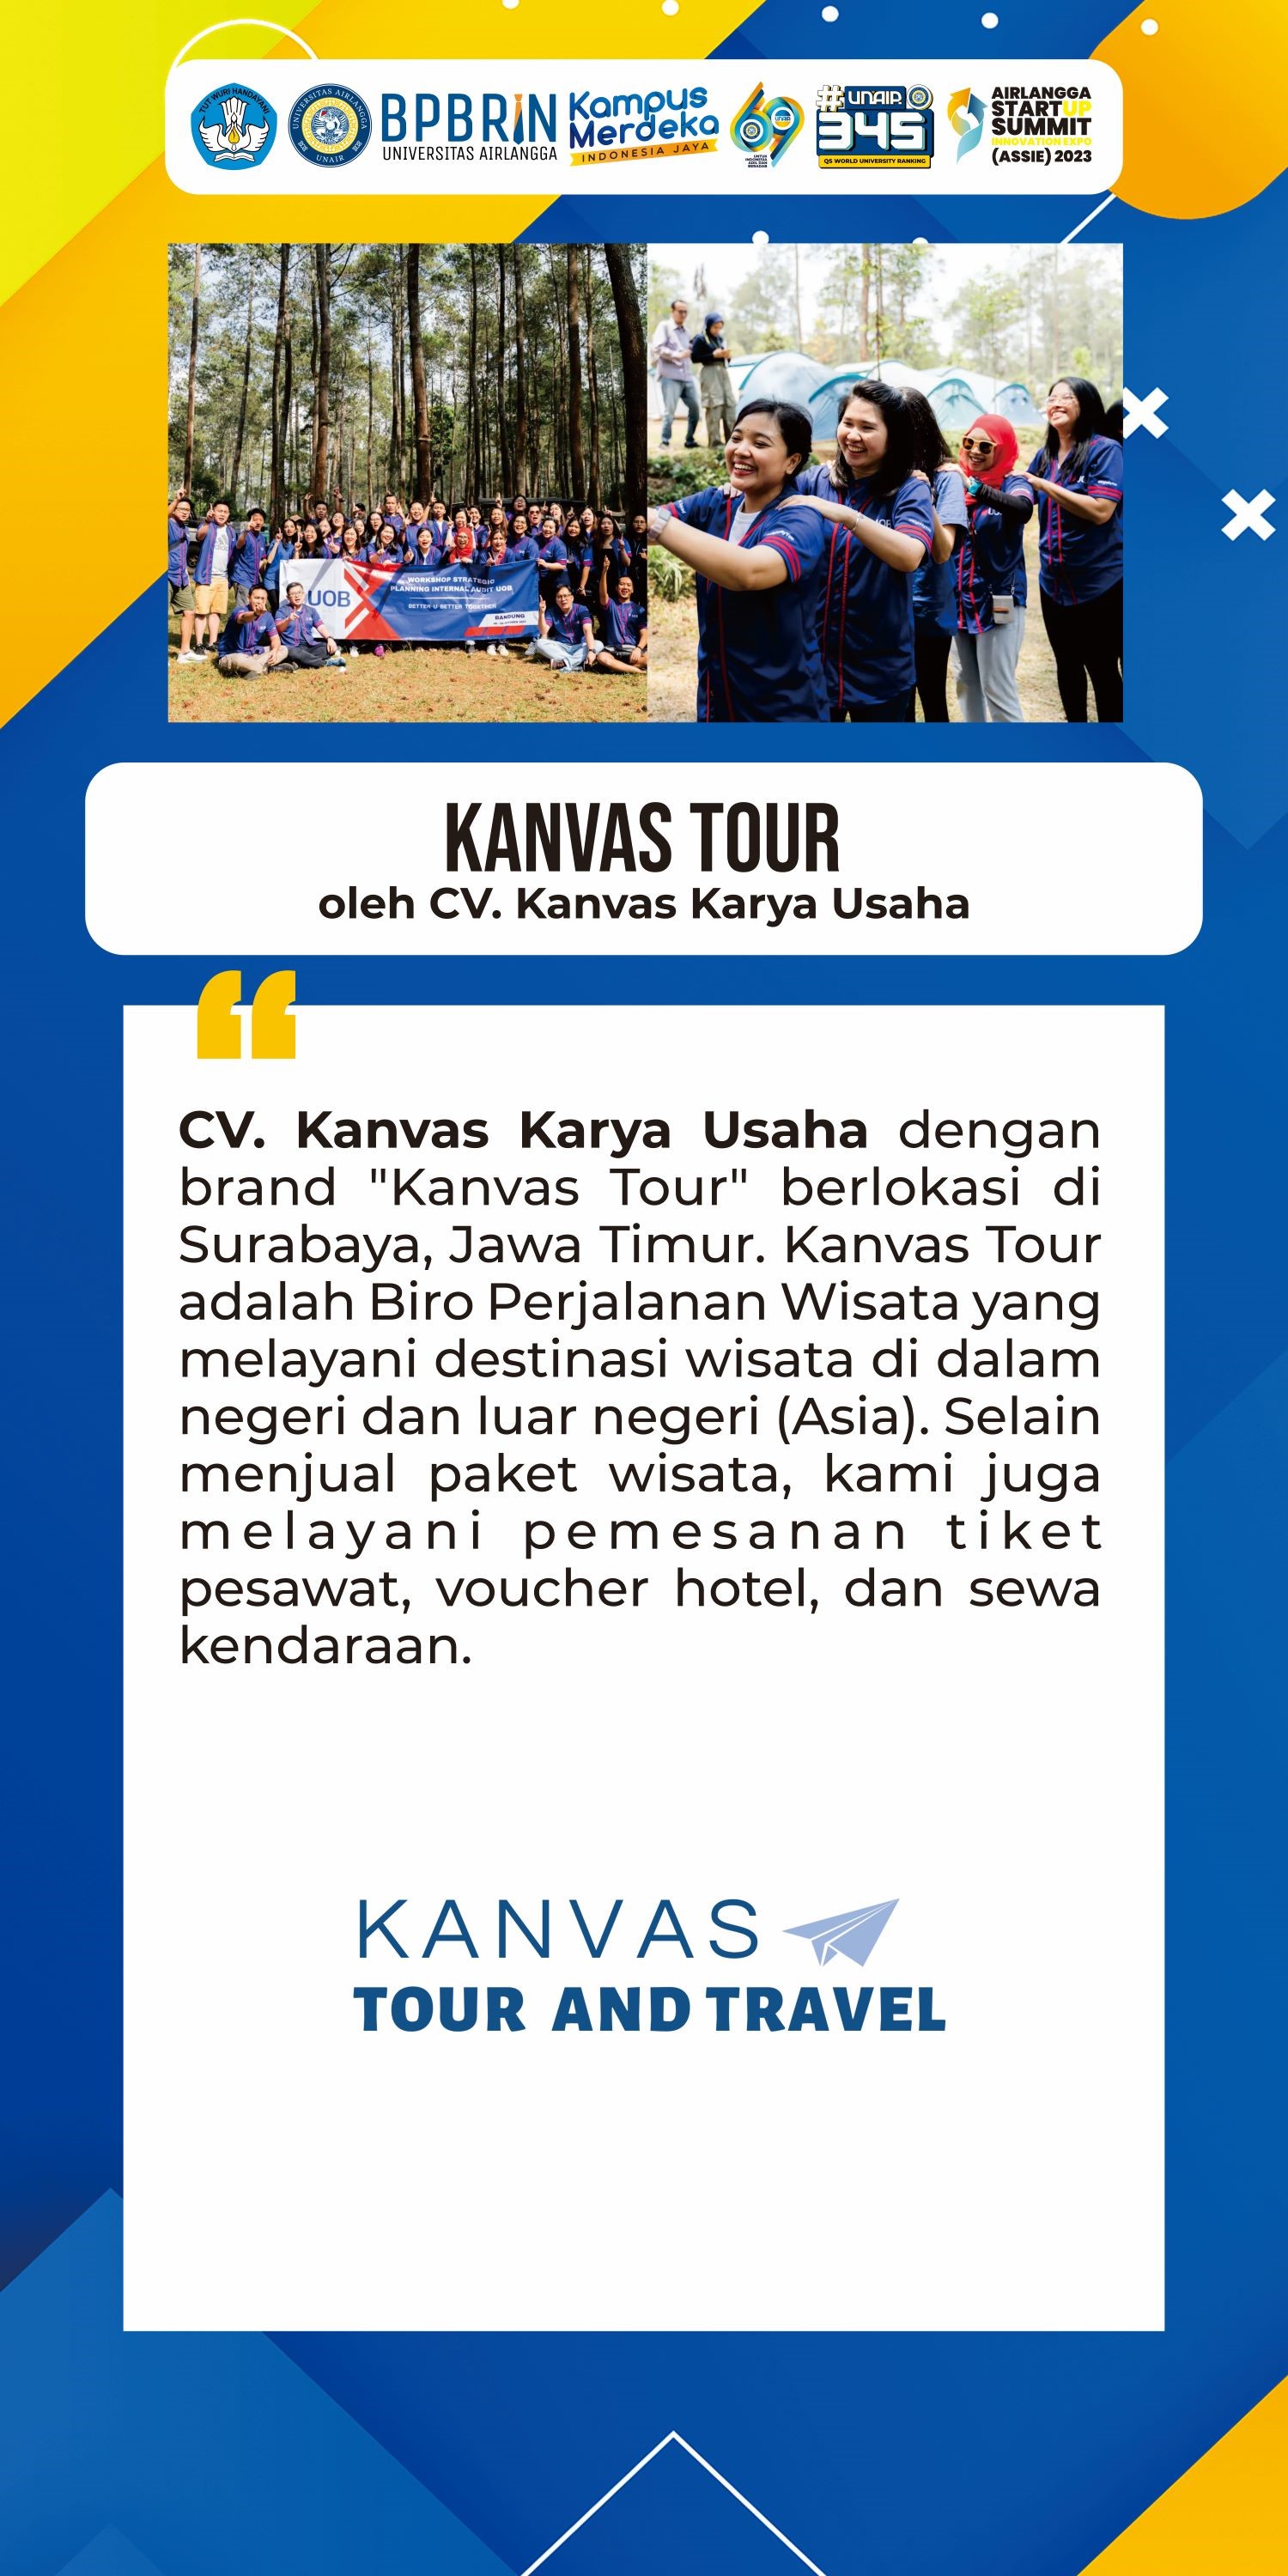 TUT WURI HANDAYANI
UNIVERSITAS AIRLANGGA
UNAIR
BPBRIN
UNIVERSITAS AIRLANGGA
Kampus
Merdeka
INDONESIA JAYA
69
#UNAIR
345
QS WORLD UNIVERSITY RANKING
AIRLANGGA
STARTUP
SUMMIT
INNOVATION EXPO
(ASSIE) 2023
UOB
WORKSHOP STRATEGIC
PLANNING INTERNAL AUDIT UOB
BETTER U BETTER TOGETHER
BANDUNG
KANVAS TOUR
oleh CV. Kanvas Karya Usaha
CV. Kanvas Karya Usaha dengan
brand "Kanvas Tour" berlokasi di
Surabaya, Jawa Timur. Kanvas Tour
adalah Biro Perjalanan Wisata yang
melayani destinasi wisata di dalam
negeri dan luar negeri (Asia). Selain
menjual paket wisata, kami juga
melayani pemesanan tiket
pesawat, voucher hotel, dan sewa
kendaraan.
KANVAS
TOUR AND TRAVEL